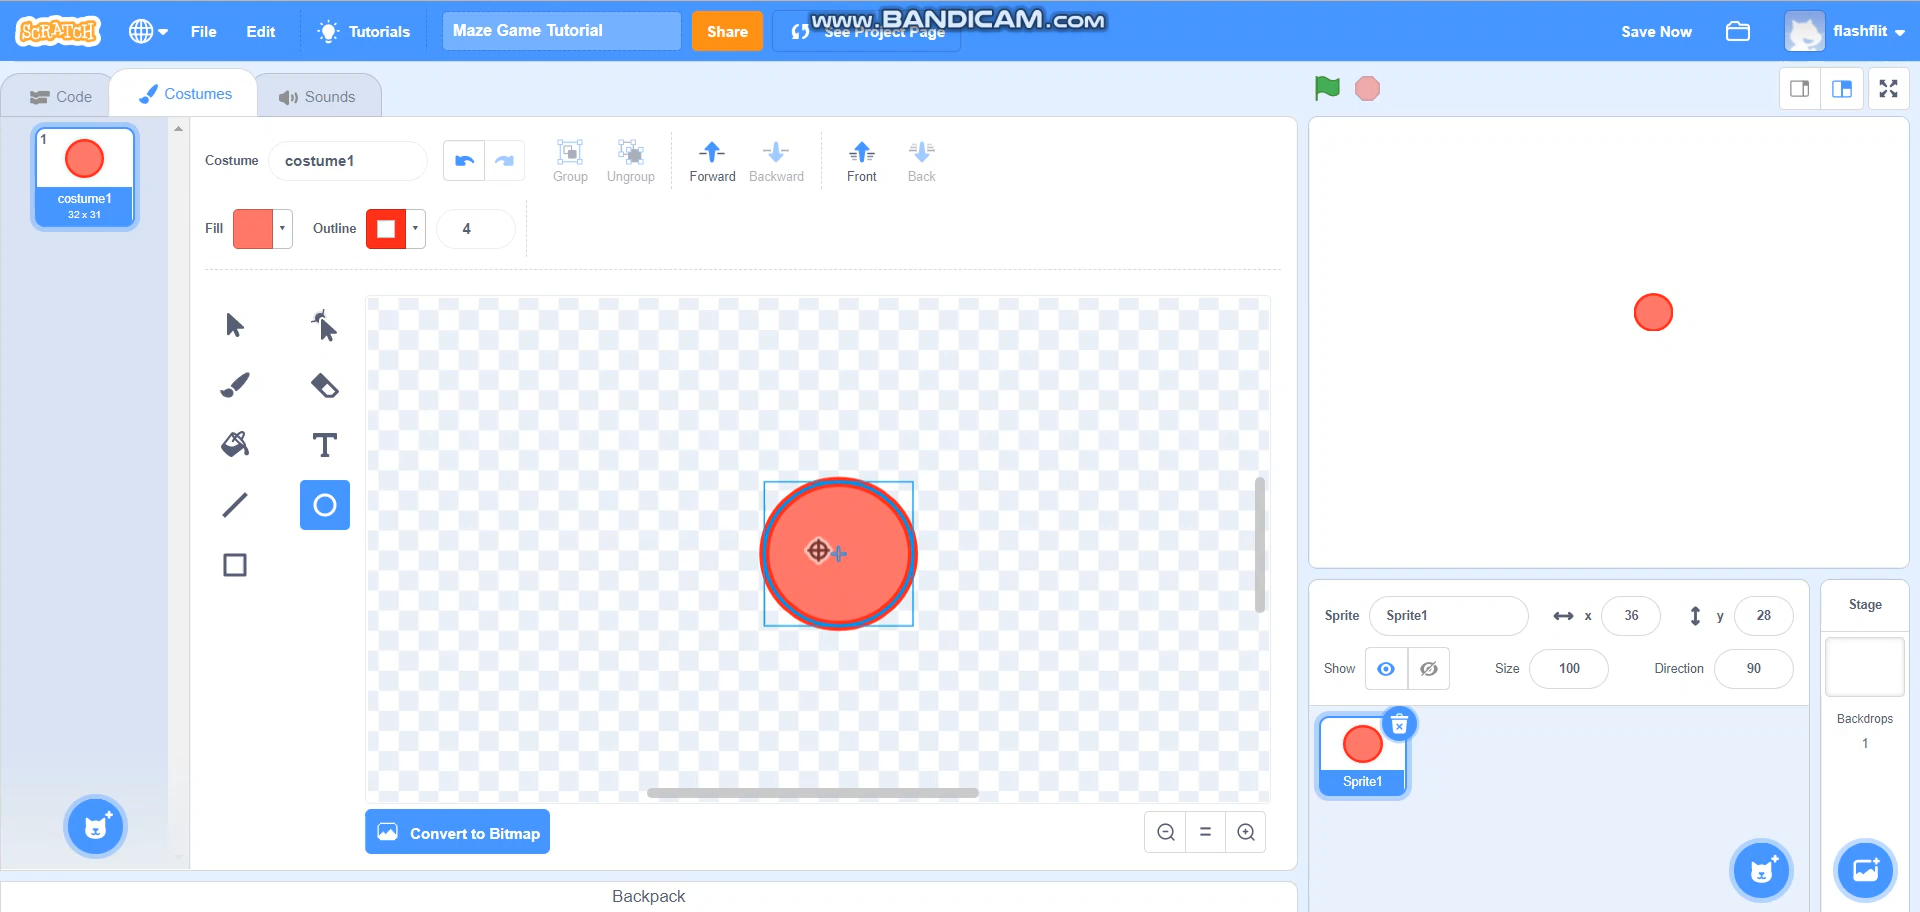 SCRATCH File Edit Tutorials Maze Game Tutorial Share See Project Page www.BANDICAM.com Save Now flashflit
Code Costumes Sounds
1
costume1
32 x 31
Costume costume1 Group Ungroup Forward Backward Front Back
Fill Outline 4
T
Convert to Bitmap
Backpack
Sprite Sprite1 x 36 y 28
Show Size 100 Direction 90
Sprite1
Stage
Backdrops
1